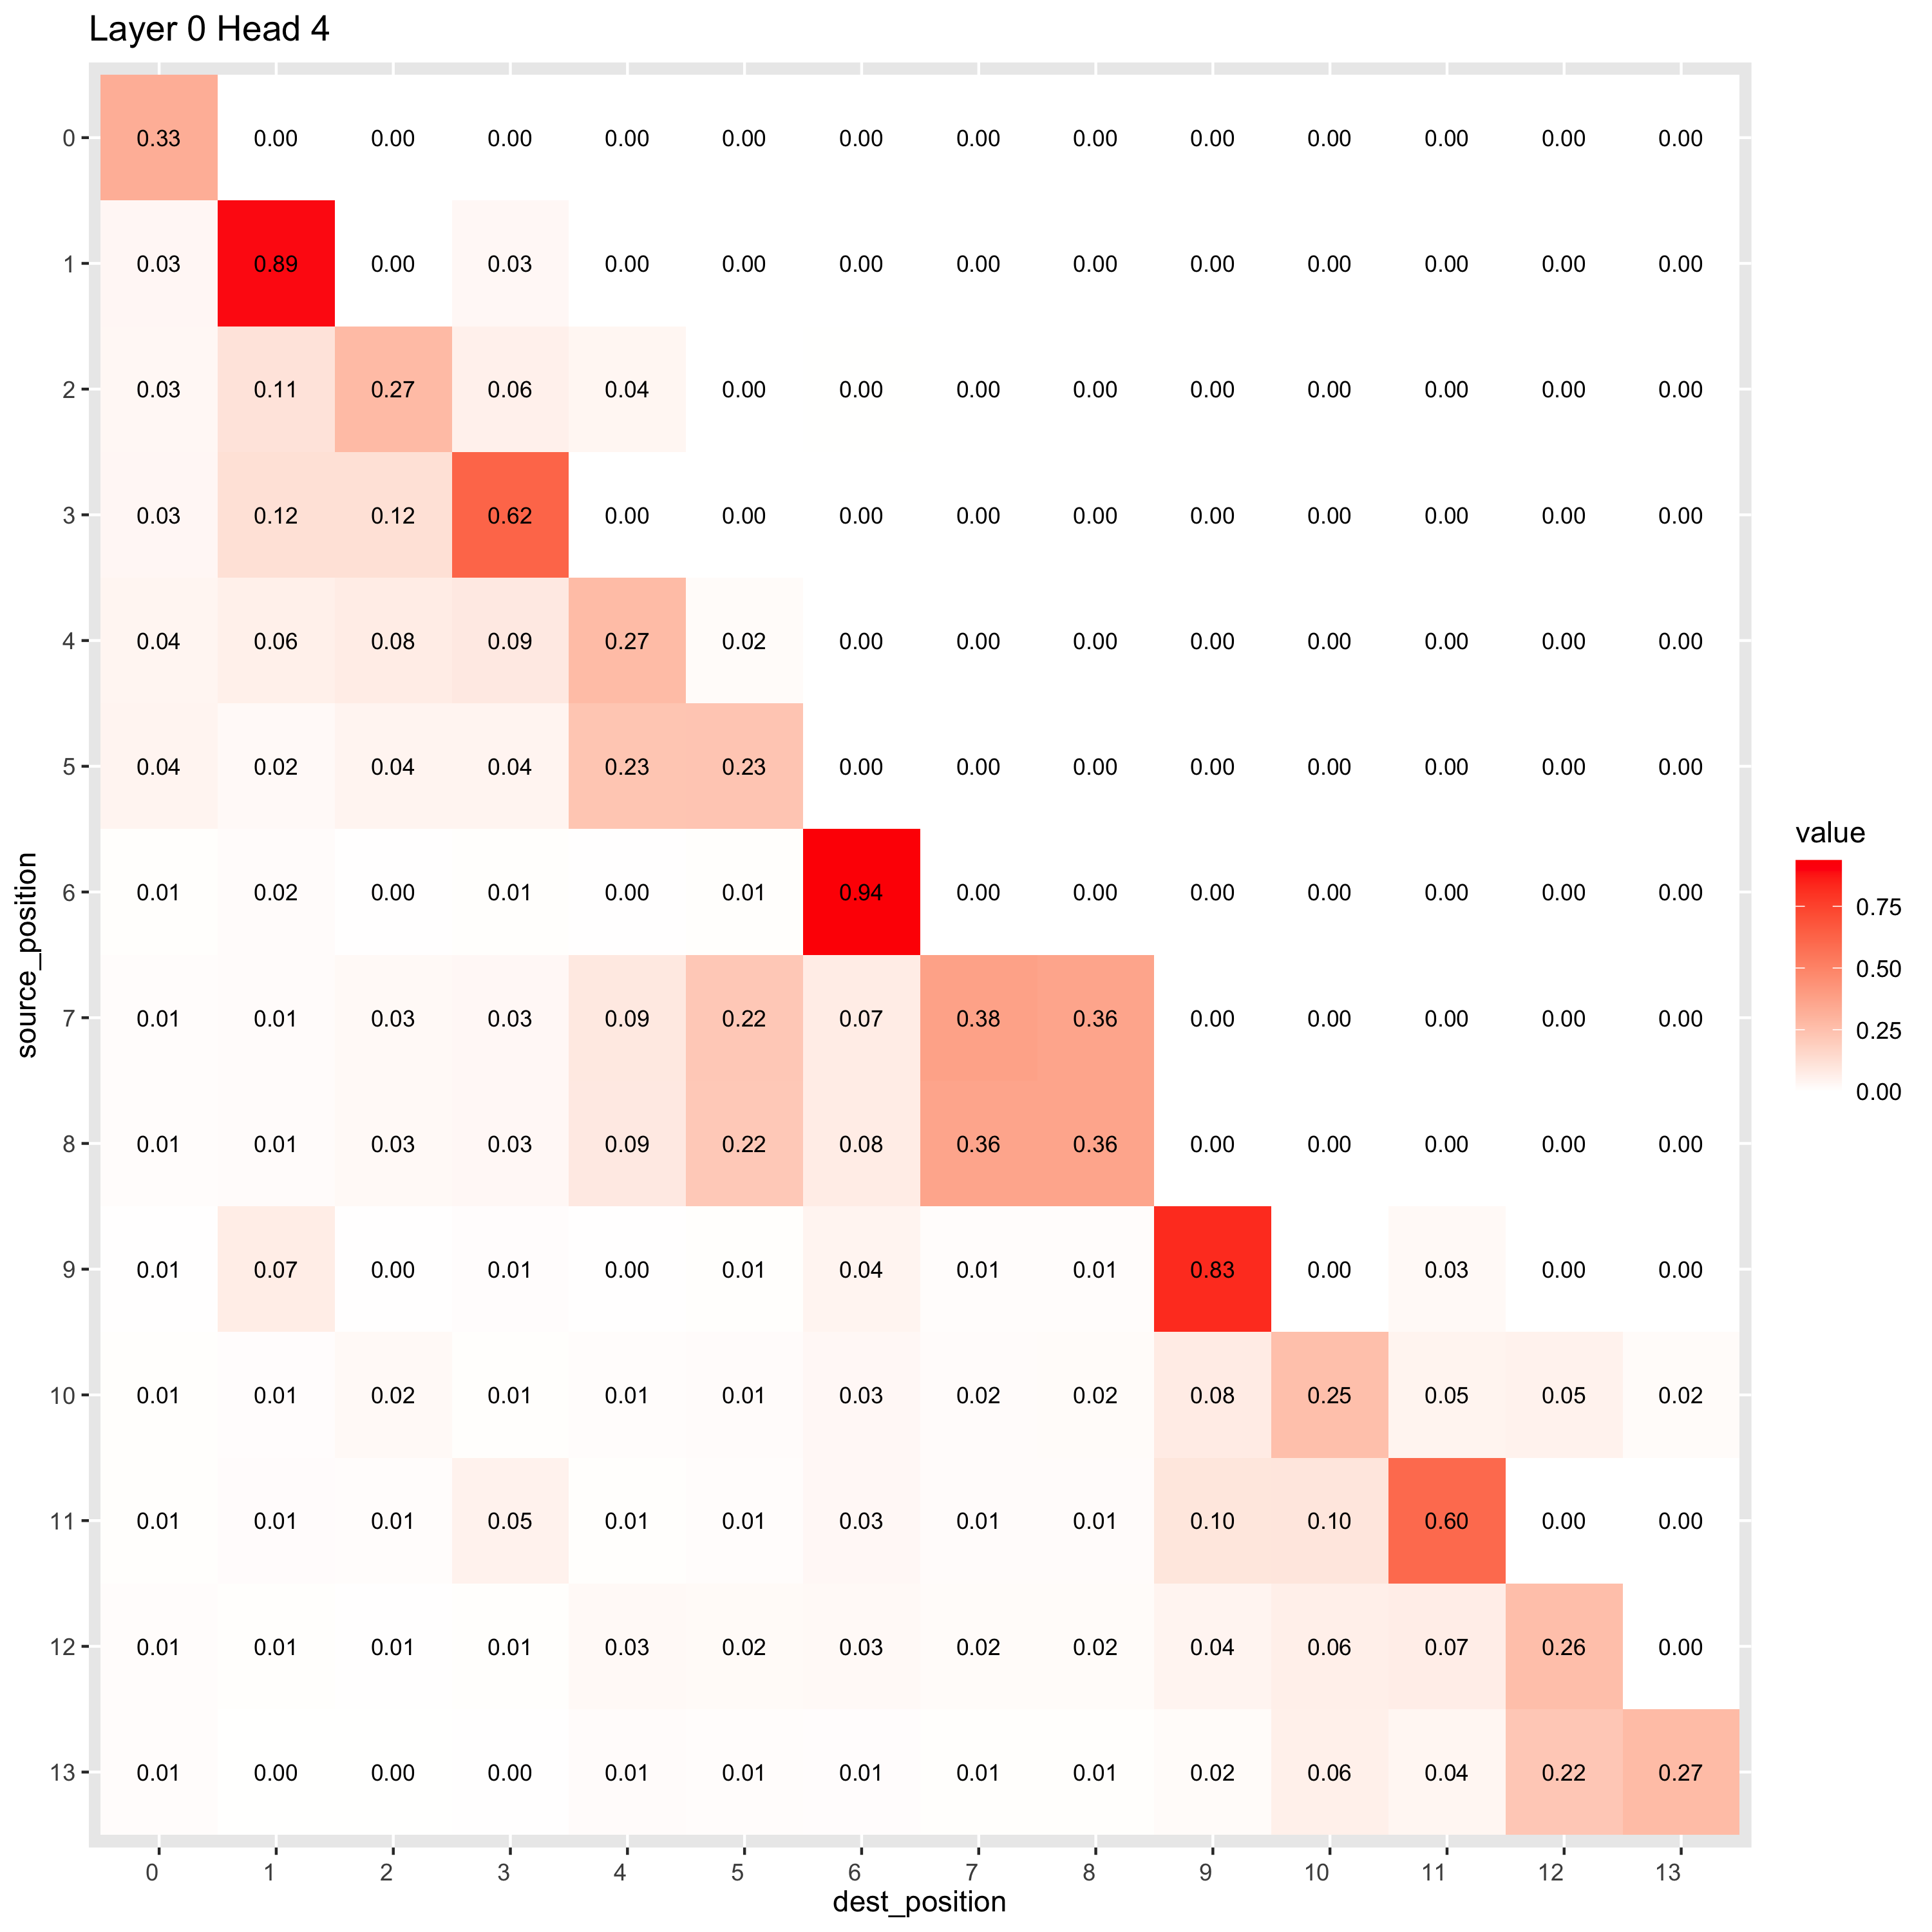 Layer 0 Head 4
0 0.33 0.00 0.00 0.00 0.00 0.00 0.00 0.00 0.00 0.00 0.00 0.00 0.00 0.00
1 0.03 0.89 0.00 0.03 0.00 0.00 0.00 0.00 0.00 0.00 0.00 0.00 0.00 0.00
2 0.03 0.11 0.27 0.06 0.04 0.00 0.00 0.00 0.00 0.00 0.00 0.00 0.00 0.00
3 0.03 0.12 0.12 0.62 0.00 0.00 0.00 0.00 0.00 0.00 0.00 0.00 0.00 0.00
4 0.04 0.06 0.08 0.09 0.27 0.02 0.00 0.00 0.00 0.00 0.00 0.00 0.00 0.00
5 0.04 0.02 0.04 0.04 0.23 0.23 0.00 0.00 0.00 0.00 0.00 0.00 0.00 0.00
6 0.01 0.02 0.00 0.01 0.00 0.01 0.94 0.00 0.00 0.00 0.00 0.00 0.00 0.00
7 0.01 0.01 0.03 0.03 0.09 0.22 0.07 0.38 0.36 0.00 0.00 0.00 0.00 0.00
8 0.01 0.01 0.03 0.03 0.09 0.22 0.08 0.36 0.36 0.00 0.00 0.00 0.00 0.00
9 0.01 0.07 0.00 0.01 0.00 0.01 0.04 0.01 0.01 0.83 0.00 0.03 0.00 0.00
10 0.01 0.01 0.02 0.01 0.01 0.01 0.03 0.02 0.02 0.08 0.25 0.05 0.05 0.02
11 0.01 0.01 0.01 0.05 0.01 0.01 0.03 0.01 0.01 0.10 0.10 0.60 0.00 0.00
12 0.01 0.01 0.01 0.01 0.03 0.02 0.03 0.02 0.02 0.04 0.06 0.07 0.26 0.00
13 0.01 0.00 0.00 0.00 0.01 0.01 0.01 0.01 0.01 0.02 0.06 0.04 0.22 0.27
0 1 2 3 4 5 6 7 8 9 10 11 12 13
dest_position
source_position
value
0.75
0.50
0.25
0.00